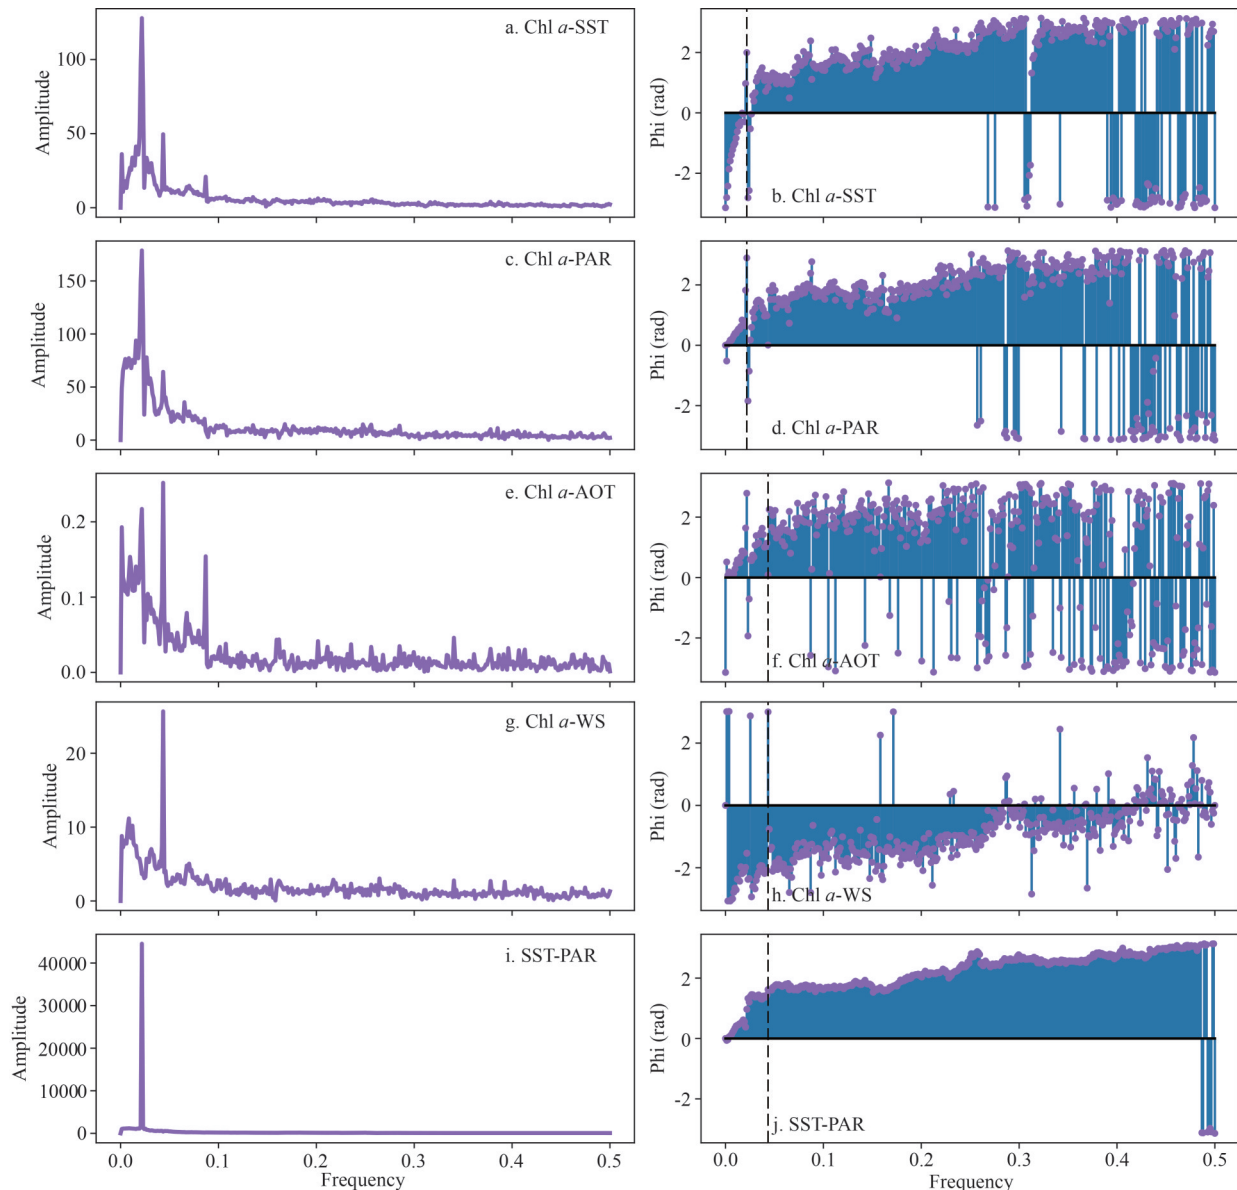 a. Chl a-SST
100
50
0
Amplitude
2
0
-2
Phi (rad)
b. Chl a-SST
c. Chl a-PAR
150
100
50
0
Amplitude
2
0
-2
Phi (rad)
d. Chl a-PAR
e. Chl a-AOT
0.2
0.1
0.0
Amplitude
2
0
-2
Phi (rad)
f. Chl a-AOT
g. Chl a-WS
20
10
0
Amplitude
2
0
-2
Phi (rad)
h. Chl a-WS
i. SST-PAR
40000
30000
20000
10000
0
Amplitude
0.0 0.1 0.2 0.3 0.4 0.5
Frequency
2
0
-2
Phi (rad)
j. SST-PAR
0.0 0.1 0.2 0.3 0.4 0.5
Frequency